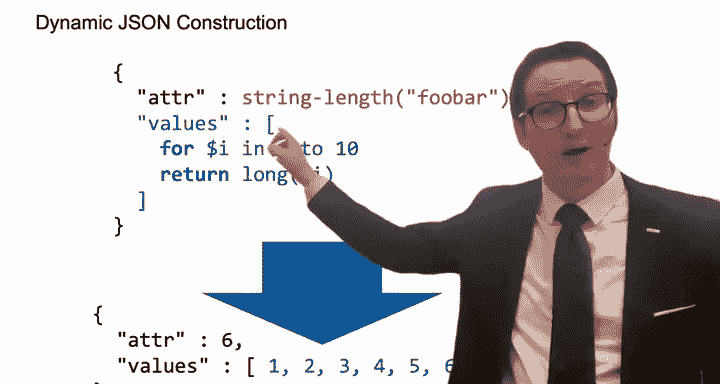 Dynamic JSON Construction
{
"attr" : string-length("foobar")
"values" : [
for $i in to 10
return long( i)
]
}
{
"attr" : 6,
"values" : [ 1, 2, 3, 4, 5, 6